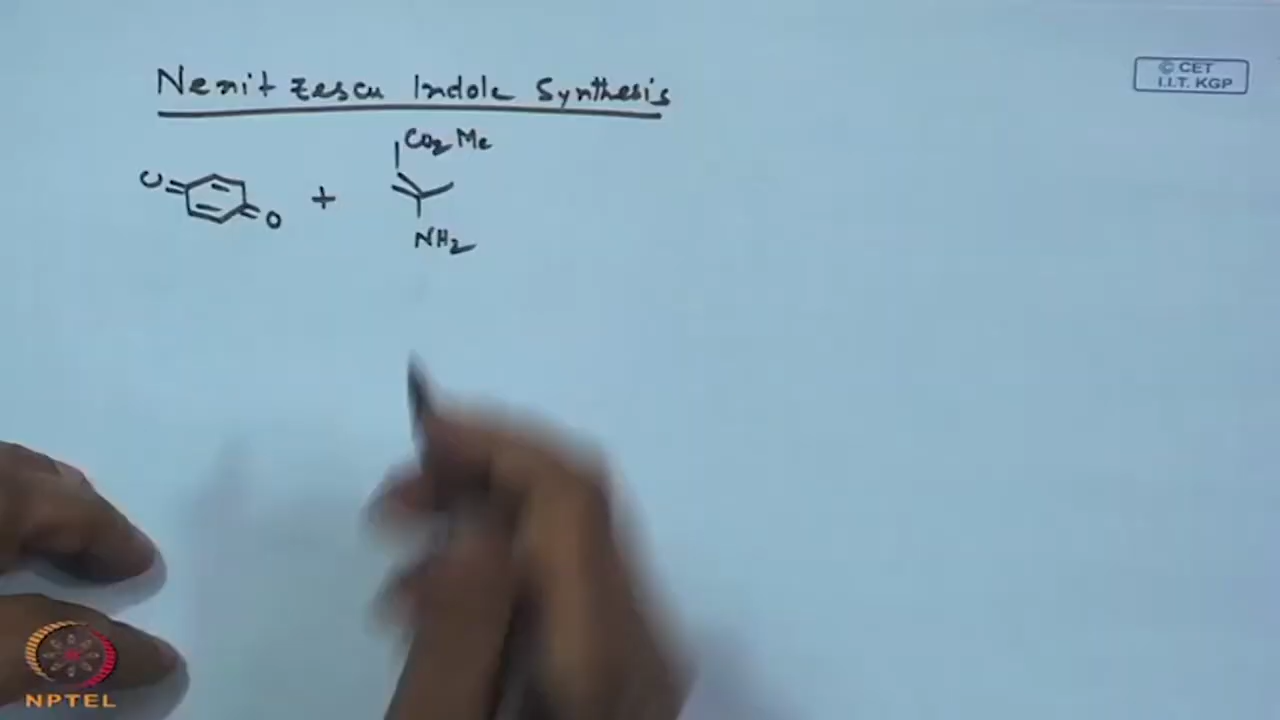 Nenitzescu Indole Synthesis
© CET
I.I.T. KGP
CO2Me
O
+
O
NH2
NPTEL